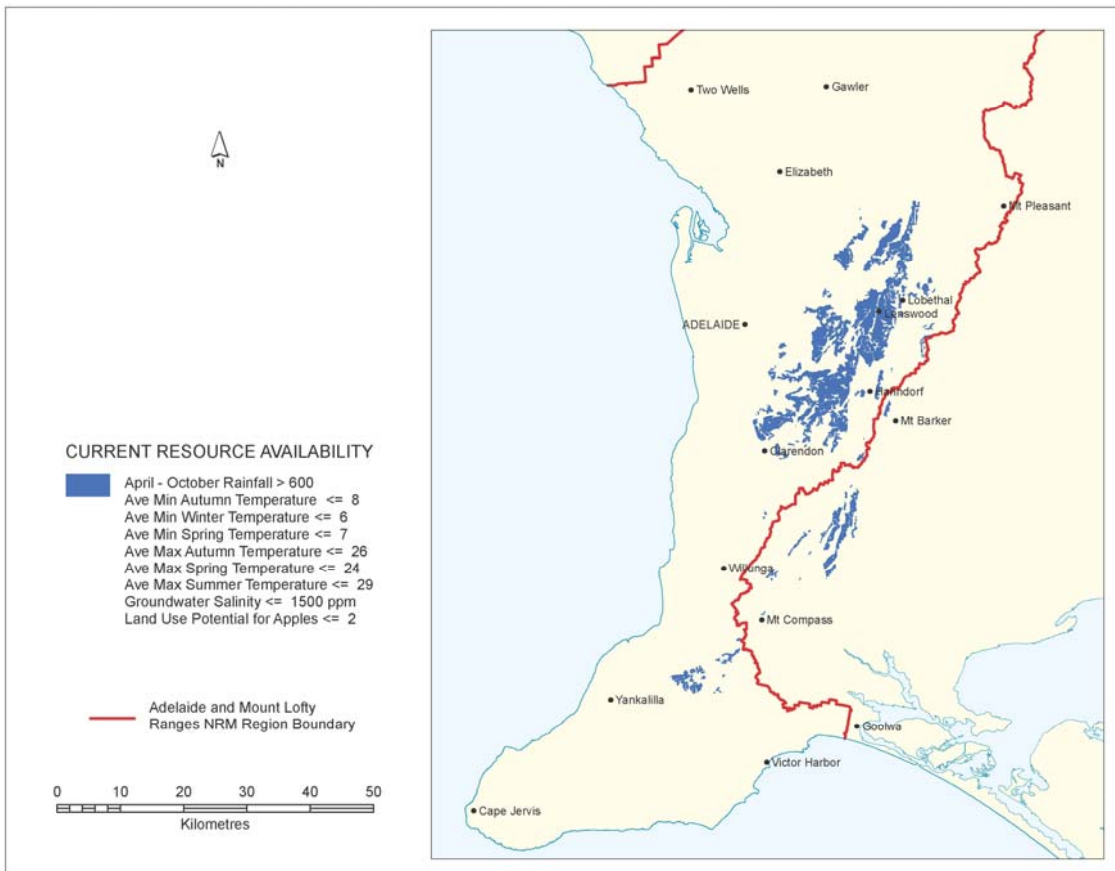 N
CURRENT RESOURCE AVAILABILITY
April - October Rainfall > 600
Ave Min Autumn Temperature <= 8
Ave Min Winter Temperature <= 6
Ave Min Spring Temperature <= 7
Ave Max Autumn Temperature <= 26
Ave Max Spring Temperature <= 24
Ave Max Summer Temperature <= 29
Groundwater Salinity <= 1500 ppm
Land Use Potential for Apples <= 2
Adelaide and Mount Lofty
Ranges NRM Region Boundary
0 10 20 30 40 50
Kilometres
Two Wells
Gawler
Elizabeth
Mt Pleasant
Lobethal
Lenswood
ADELAIDE
Hahndorf
Mt Barker
Clarendon
Willunga
Mt Compass
Yankalilla
Goolwa
Victor Harbor
Cape Jervis